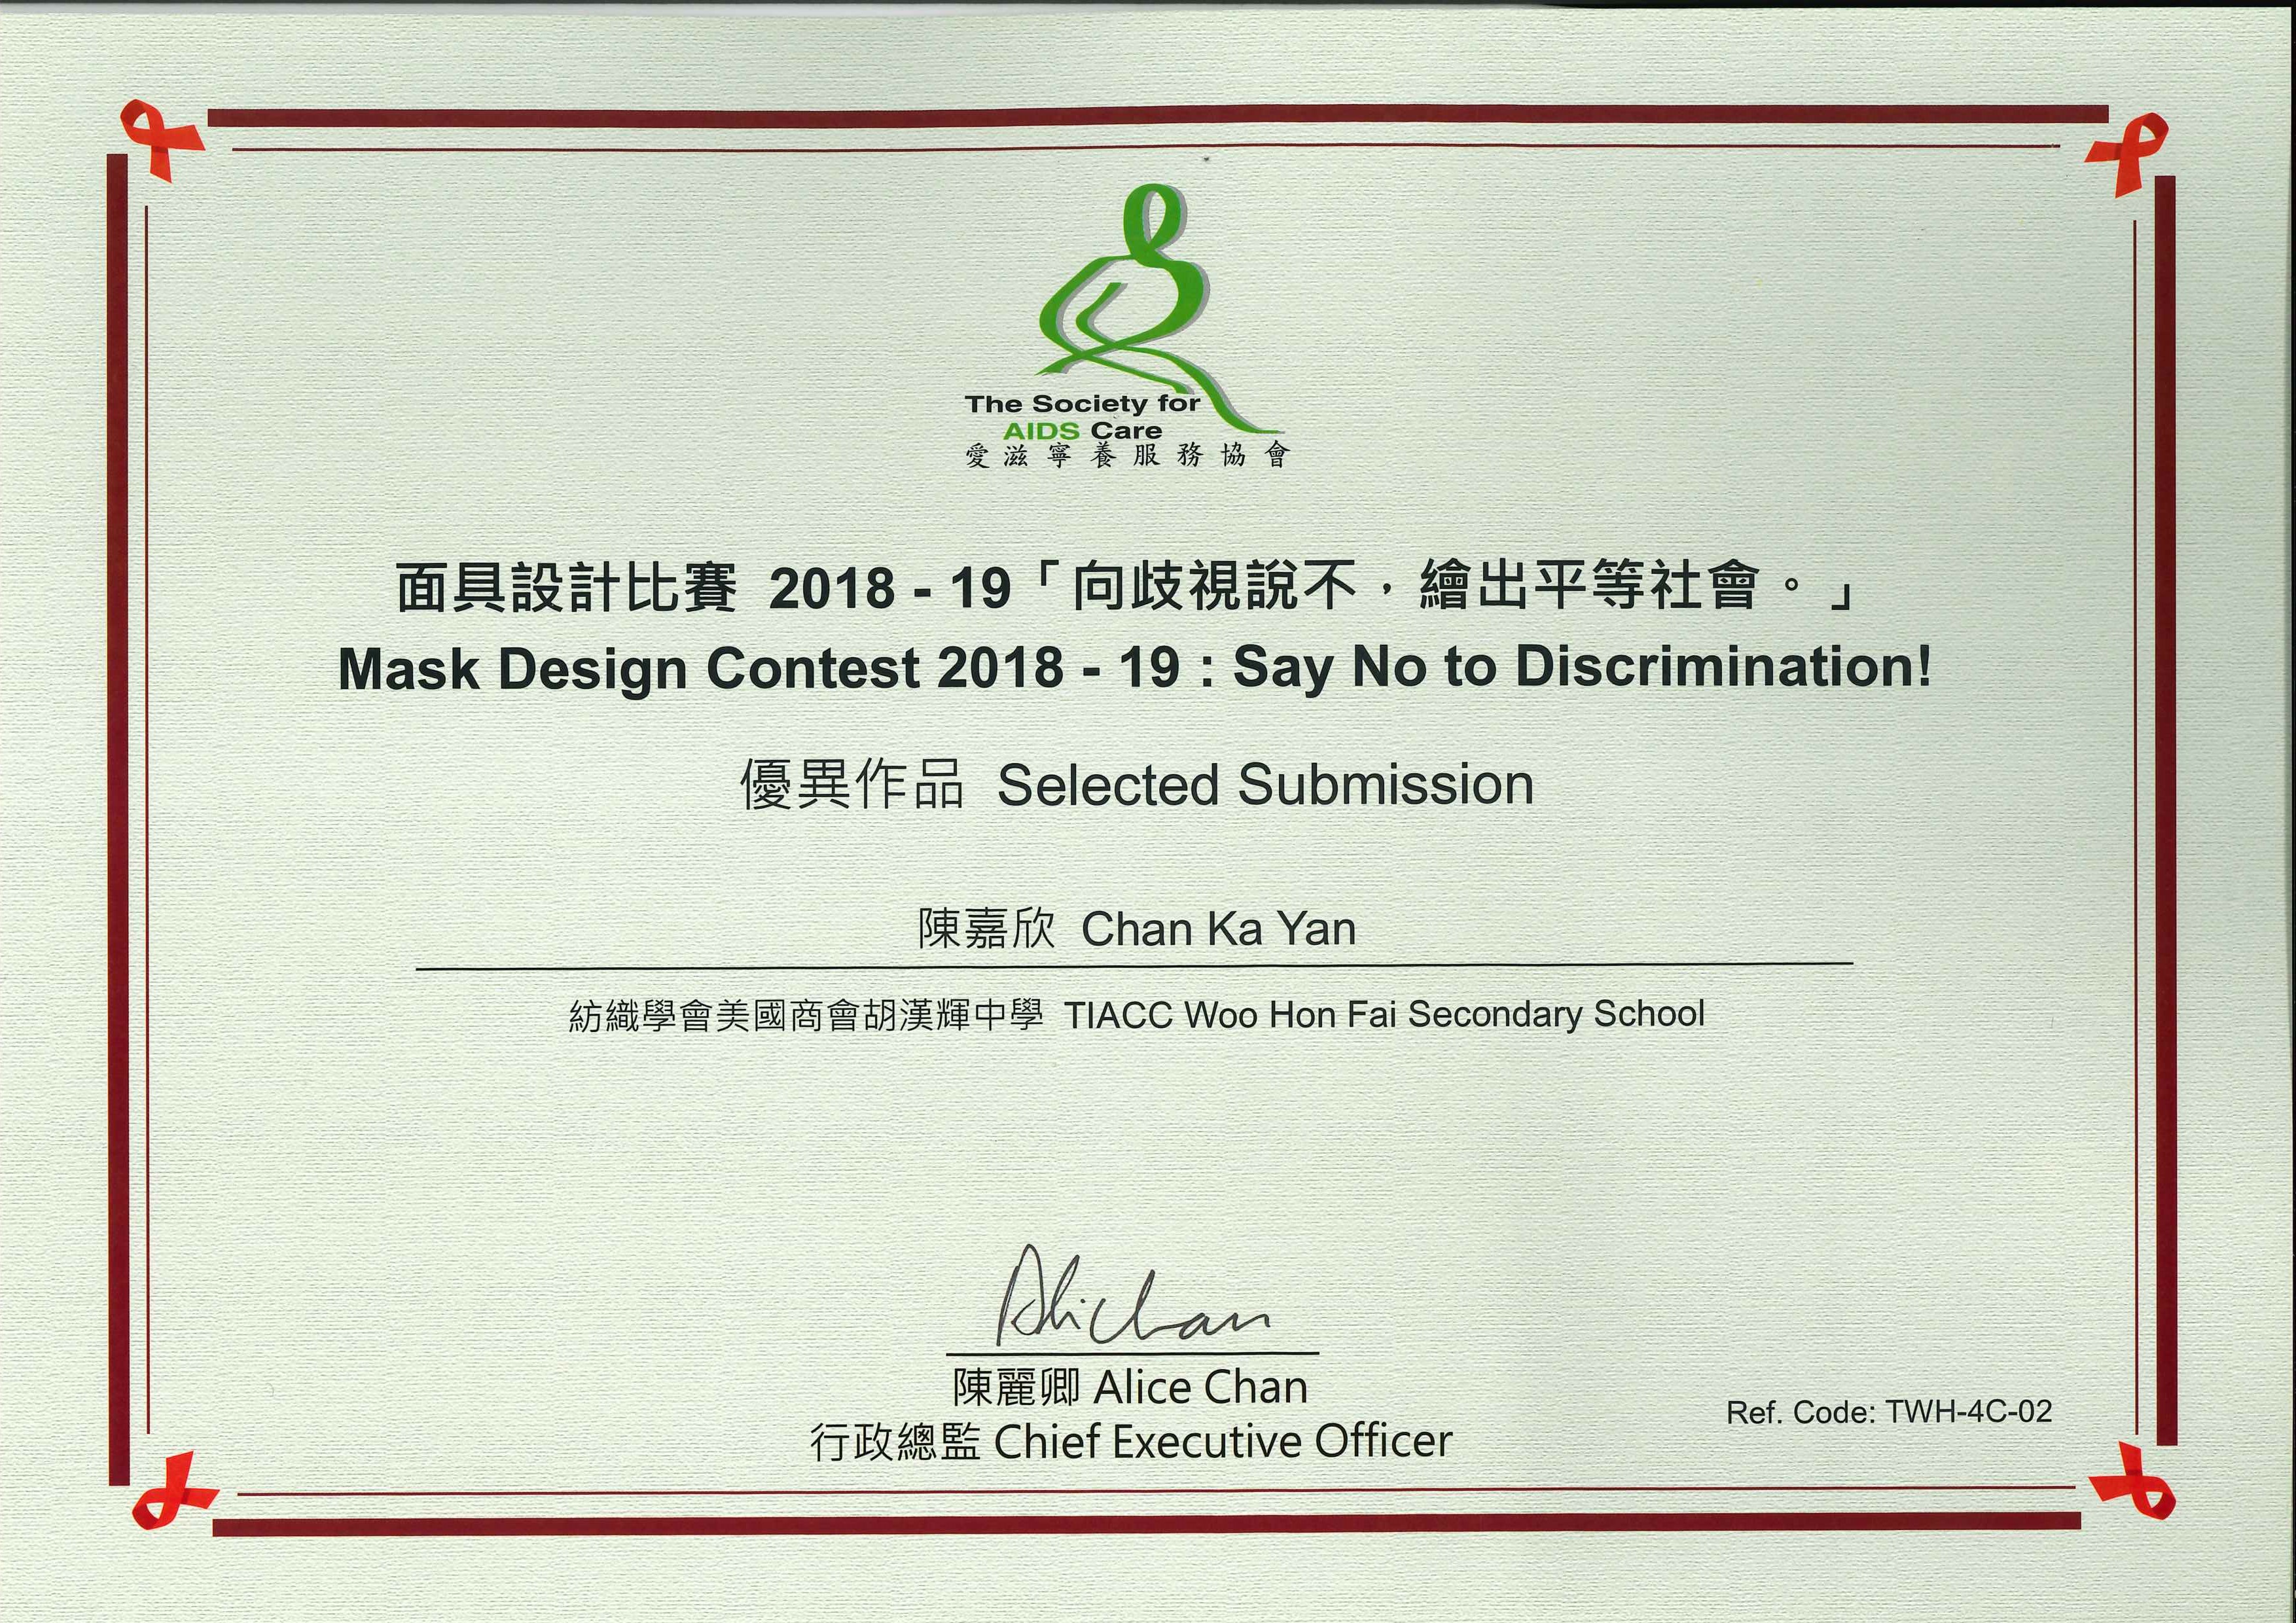 The Society for
AIDS Care
愛滋寧養服務協會
面具設計比賽 2018 - 19「向歧視說不，繪出平等社會。」
Mask Design Contest 2018 - 19 : Say No to Discrimination!
優異作品 Selected Submission
陳嘉欣 Chan Ka Yan
紡織學會美國商會胡漢輝中學 TIACC Woo Hon Fai Secondary School
Alichan
陳麗卿 Alice Chan
行政總監 Chief Executive Officer
Ref. Code: TWH-4C-02